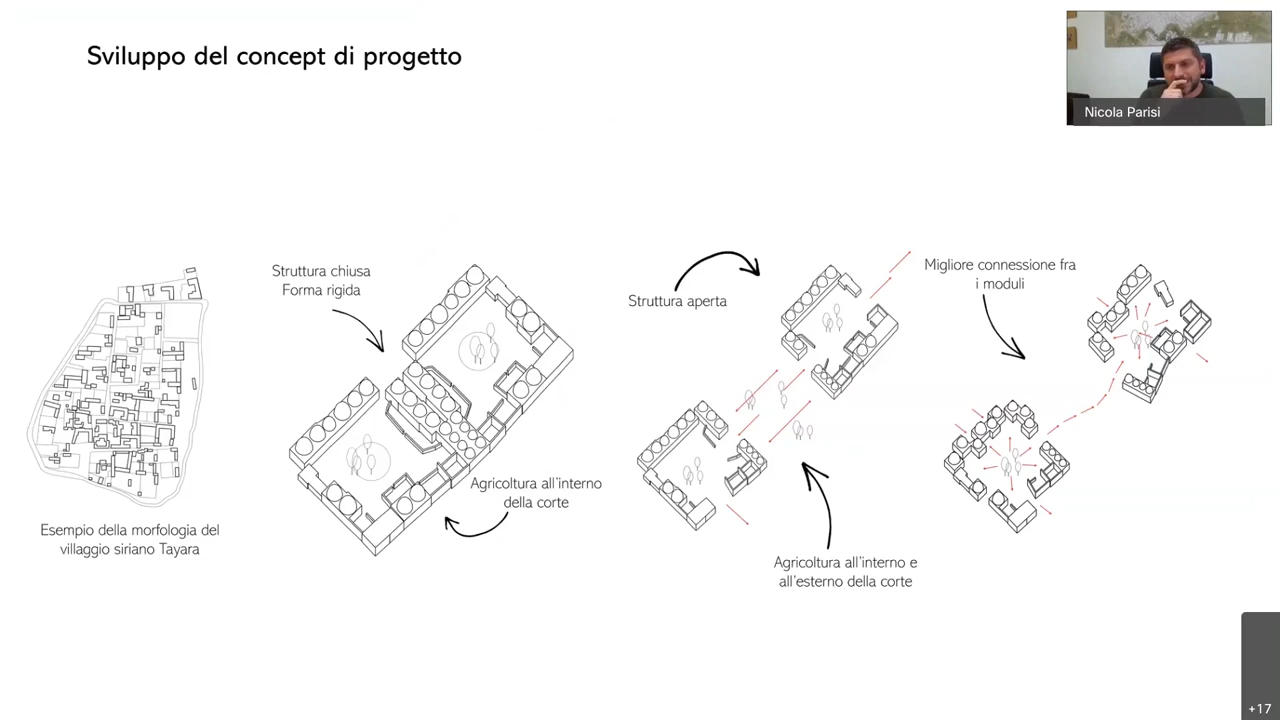 Sviluppo del concept di progetto
Nicola Parisi
Struttura chiusa
Forma rigida
Struttura aperta
Migliore connessione fra
i moduli
Agricoltura all'interno
della corte
Esempio della morfologia del
villaggio siriano Tayara
Agricoltura all'interno e
all'esterno della corte
+17